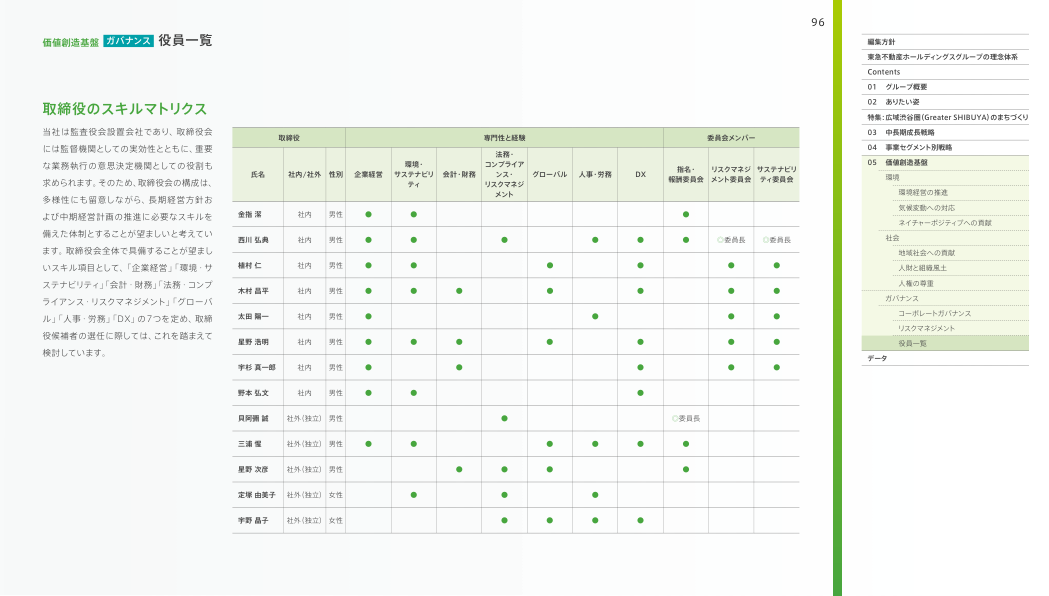 96
価値創造基盤 ガバナンス 役員一覧
取締役のスキルマトリクス
当社は監査役会設置会社であり、取締役会
には監督機関としての実効性とともに、重要
な業務執行の意思決定機関としての役割も
求められます。そのため、取締役会の構成は、
多様性にも留意しながら、長期経営方針お
よび中期経営計画の推進に必要なスキルを
備えた体制とすることが望ましいと考えてい
ます。取締役会全体で具備することが望まし
いスキル項目として、「企業経営」「環境・サ
ステナビリティ」「会計・財務」「法務・コンプ
ライアンス・リスクマネジメント」「グローバ
ル」「人事・労務」「DX」の7つを定め、取締
役候補者の選任に際しては、これを踏まえて
検討しています。
取締役 専門性と経験 委員会メンバー
氏名 社内/社外 性別 企業経営 環境・サステナビリティ 会計・財務 法務・コンプライアンス・リスクマネジメント グローバル 人事・労務 DX 指名・報酬委員会 リスクマネジメント委員会 サステナビリティ委員会
金指 潔 社内 男性 ● ● ●
西川 弘典 社内 男性 ● ● ● ● ● ● ◎委員長 ◎委員長
植村 仁 社内 男性 ● ● ● ● ● ●
木村 昌平 社内 男性 ● ● ● ● ● ● ●
太田 陽一 社内 男性 ● ● ● ●
星野 浩明 社内 男性 ● ● ● ● ● ● ●
宇杉 真一郎 社内 男性 ● ● ● ● ●
野本 弘文 社内 男性 ● ● ●
貝阿彌 誠 社外(独立) 男性 ● ◎委員長
三浦 惺 社外(独立) 男性 ● ● ● ● ● ●
星野 次彦 社外(独立) 男性 ● ● ● ●
定塚 由美子 社外(独立) 女性 ● ● ●
宇野 晶子 社外(独立) 女性 ● ● ● ●
編集方針
東急不動産ホールディングスグループの理念体系
Contents
01 グループ概要
02 ありたい姿
特集:広域渋谷圏(Greater SHIBUYA)のまちづくり
03 中長期成長戦略
04 事業セグメント別戦略
05 価値創造基盤
環境
環境経営の推進
気候変動への対応
ネイチャーポジティブへの貢献
社会
地域社会への貢献
人財と組織風土
人権の尊重
ガバナンス
コーポレートガバナンス
リスクマネジメント
役員一覧
データ